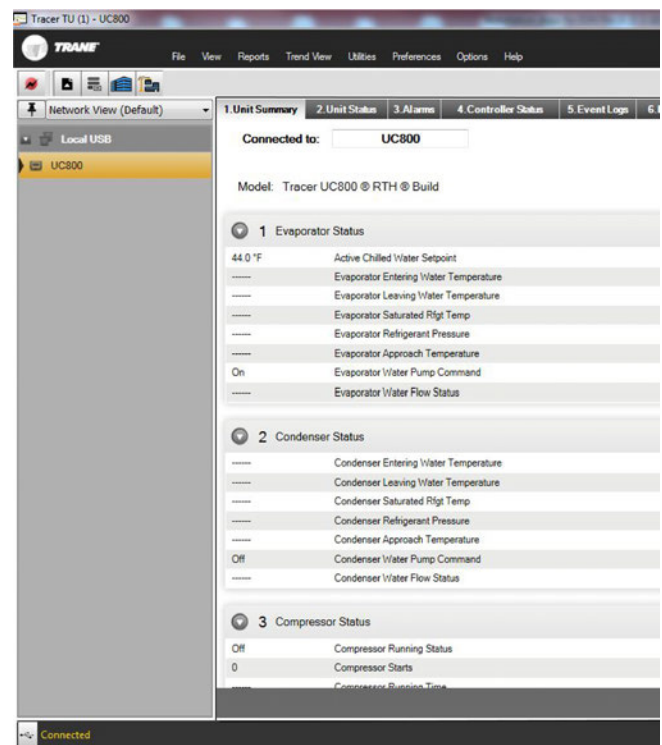 Tracer TU (1) - UC800
TRANE
File View Reports Trend View Utilities Preferences Options Help
Network View (Default)
1.Unit Summary 2.Unit Status 3.Alarms 4.Controller Status 5.Event Logs 6.
Local USB
Connected to: UC800
UC800
Model: Tracer UC800 ® RTH ® Build
1 Evaporator Status
44.0 °F Active Chilled Water Setpoint
------ Evaporator Entering Water Temperature
------ Evaporator Leaving Water Temperature
------ Evaporator Saturated Rfgt Temp
------ Evaporator Refrigerant Pressure
------ Evaporator Approach Temperature
On Evaporator Water Pump Command
------ Evaporator Water Flow Status
2 Condenser Status
------ Condenser Entering Water Temperature
------ Condenser Leaving Water Temperature
------ Condenser Saturated Rfgt Temp
------ Condenser Refrigerant Pressure
------ Condenser Approach Temperature
Off Condenser Water Pump Command
------ Condenser Water Flow Status
3 Compressor Status
Off Compressor Running Status
0 Compressor Starts
------ Compressor Running Time
Connected